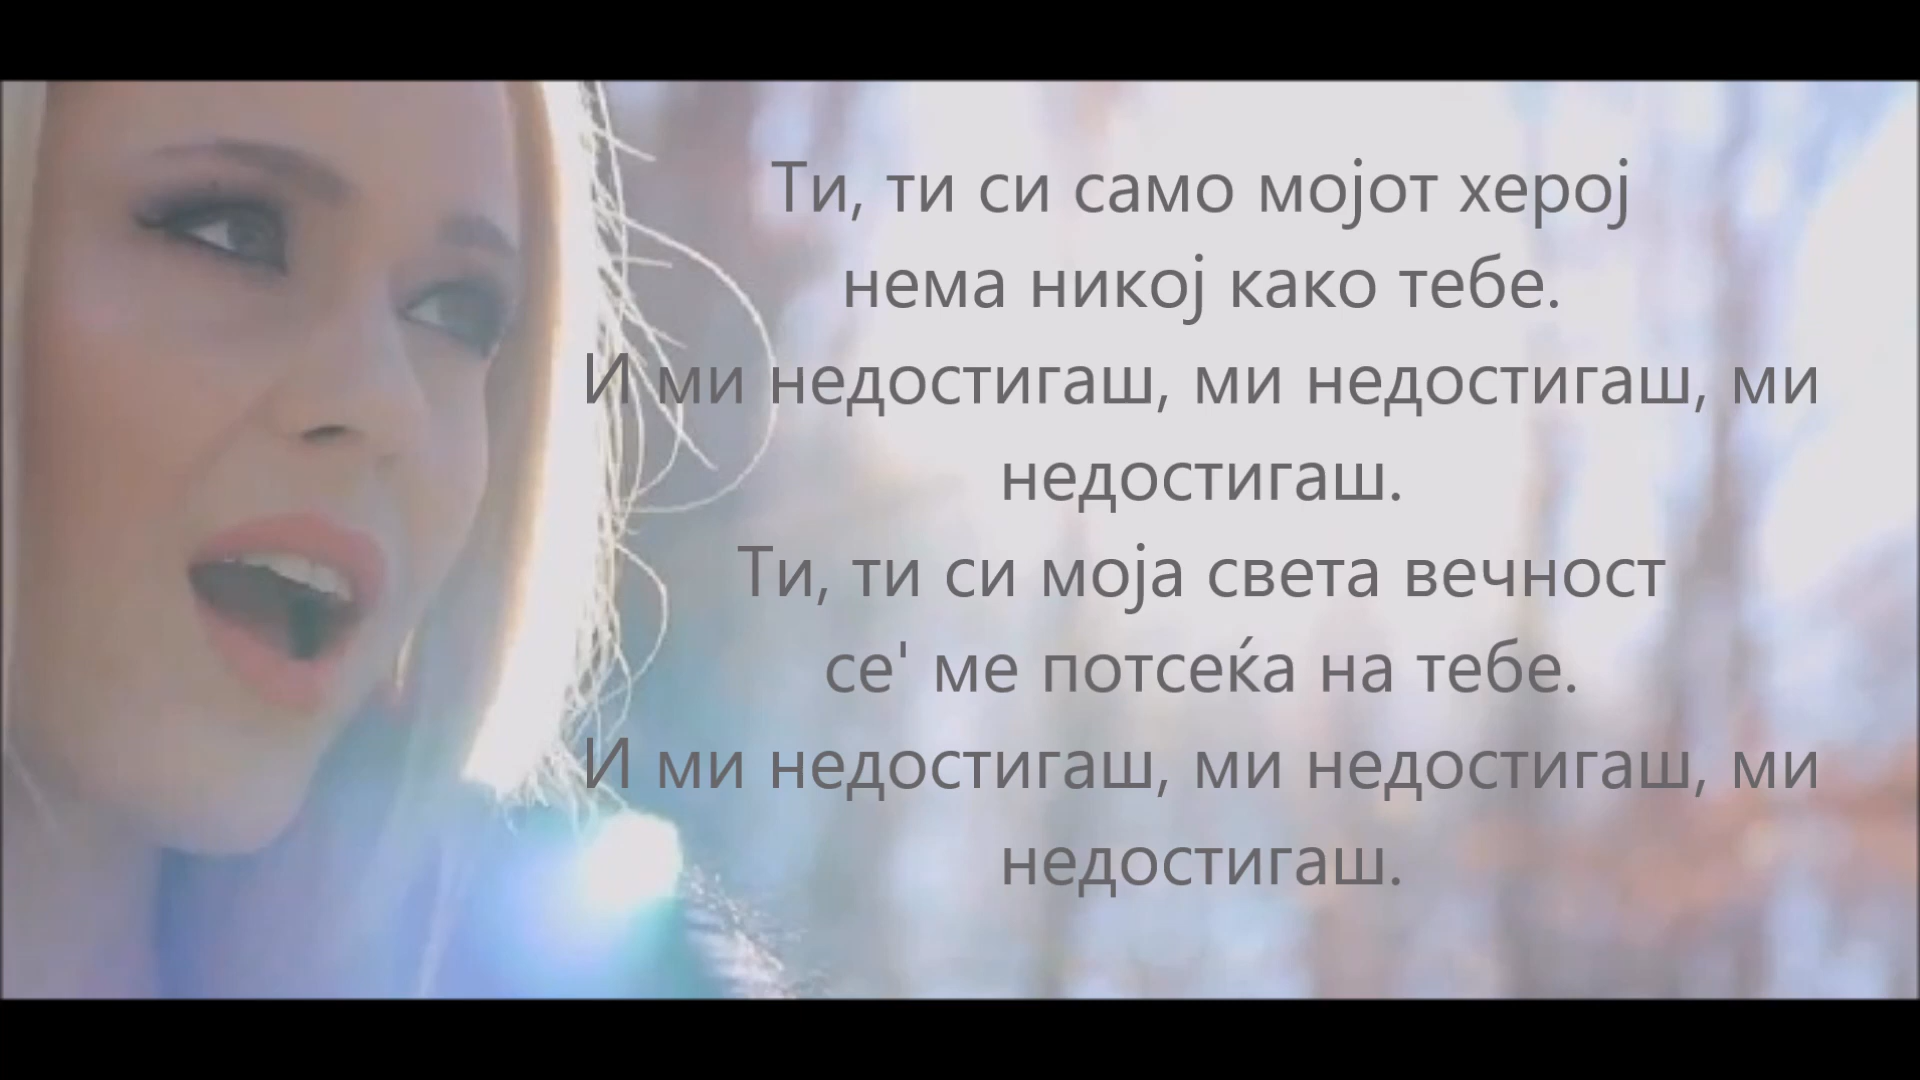 Ти, ти си само мојот херој
нема никој како тебе.
И ми недостигаш, ми недостигаш, ми
недостигаш.
Ти, ти си моја света вечност
се' ме потсеќа на тебе.
И ми недостигаш, ми недостигаш, ми
недостигаш.